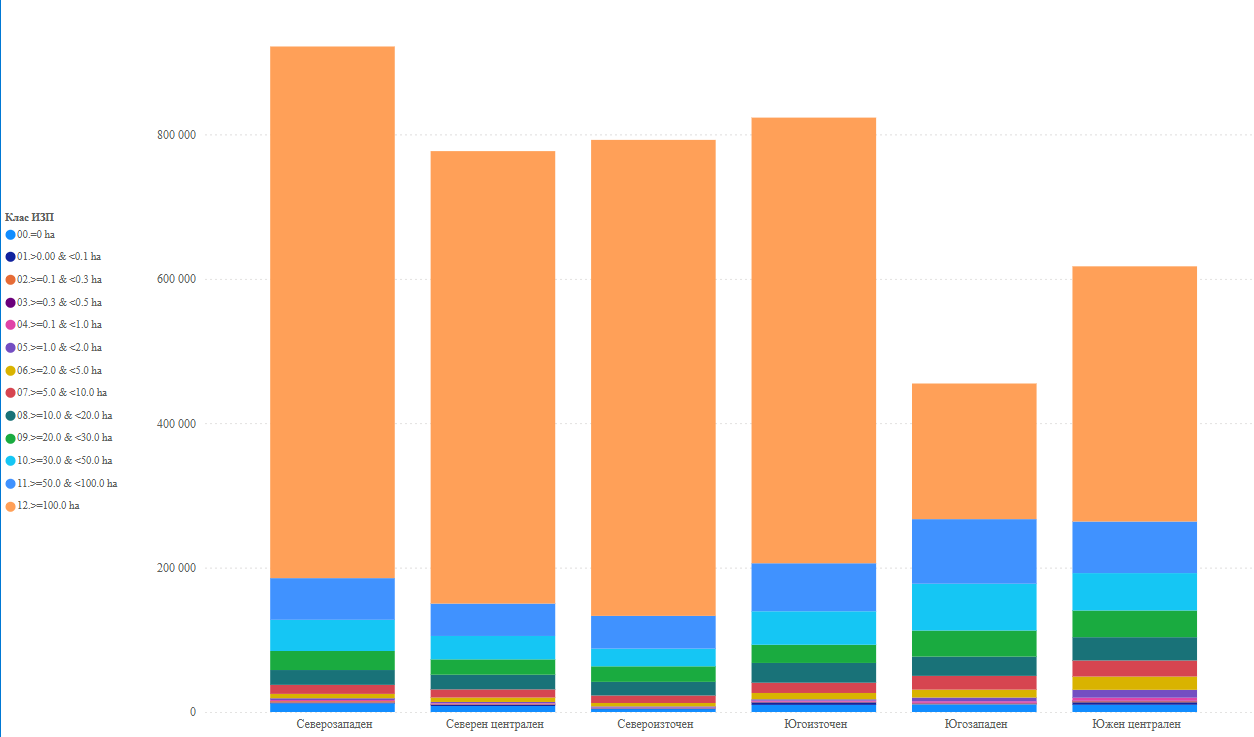 800 000
600 000
400 000
200 000
0
Клас ИЗП
00.=0 ha
01.>0.00 & <0.1 ha
02.>=0.1 & <0.3 ha
03.>=0.3 & <0.5 ha
04.>=0.1 & <1.0 ha
05.>=1.0 & <2.0 ha
06.>=2.0 & <5.0 ha
07.>=5.0 & <10.0 ha
08.>=10.0 & <20.0 ha
09.>=20.0 & <30.0 ha
10.>=30.0 & <50.0 ha
11.>=50.0 & <100.0 ha
12.>=100.0 ha
Северозападен
Северен централен
Североизточен
Югоизточен
Югозападен
Южен централен